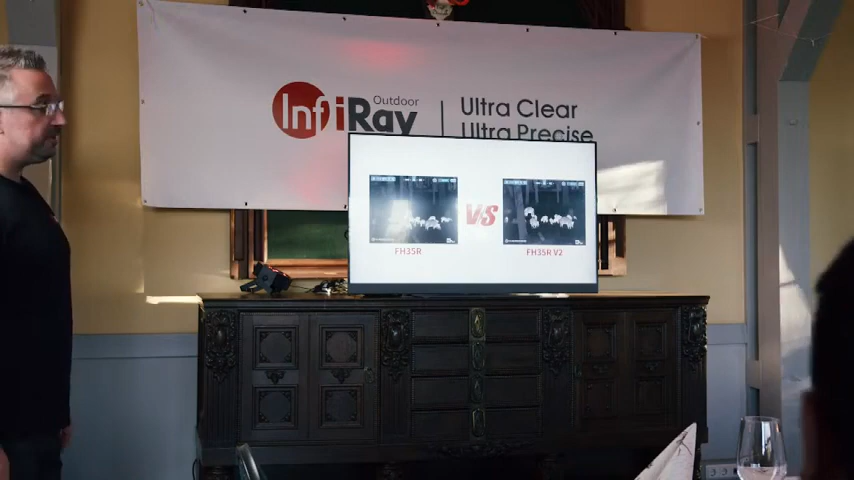 InfiRay
Outdoor
Ultra Clear
Ultra Precise
VS
FH35R
FH35R V2